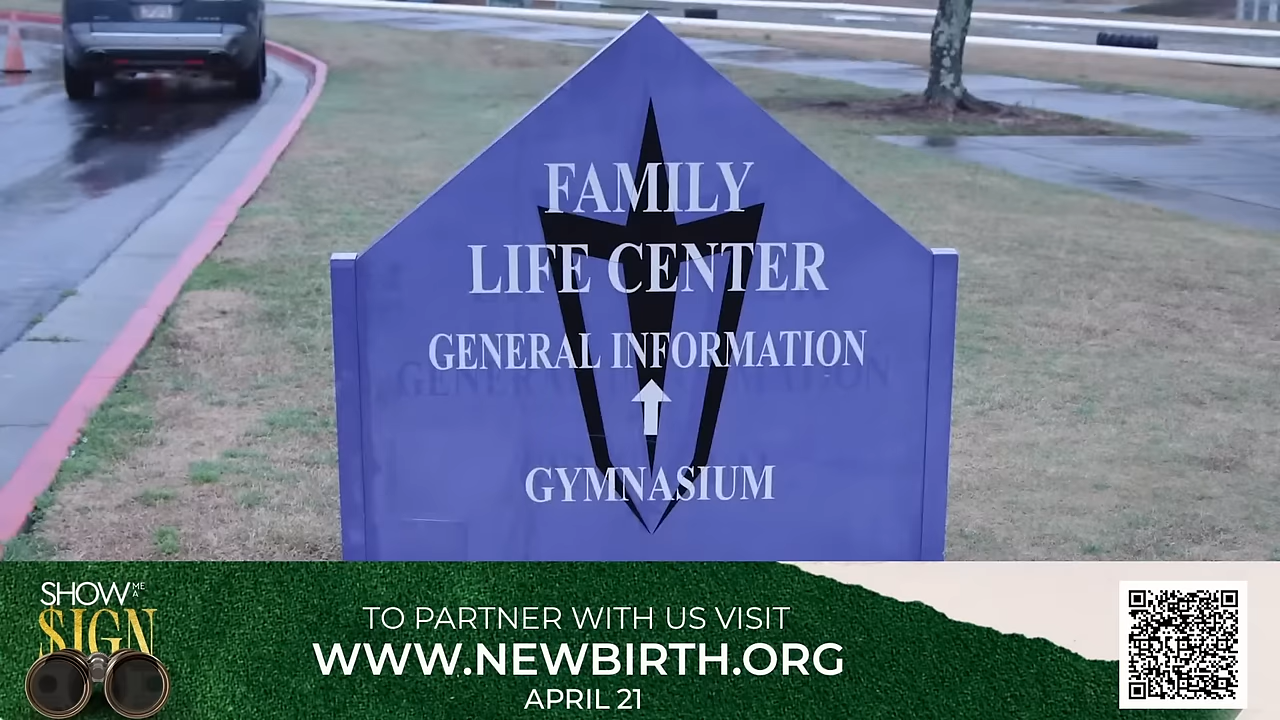 FAMILY
LIFE CENTER
GENERAL INFORMATION
GYMNASIUM
SHOW ME A
SIGN
TO PARTNER WITH US VISIT
WWW.NEWBIRTH.ORG
APRIL 21